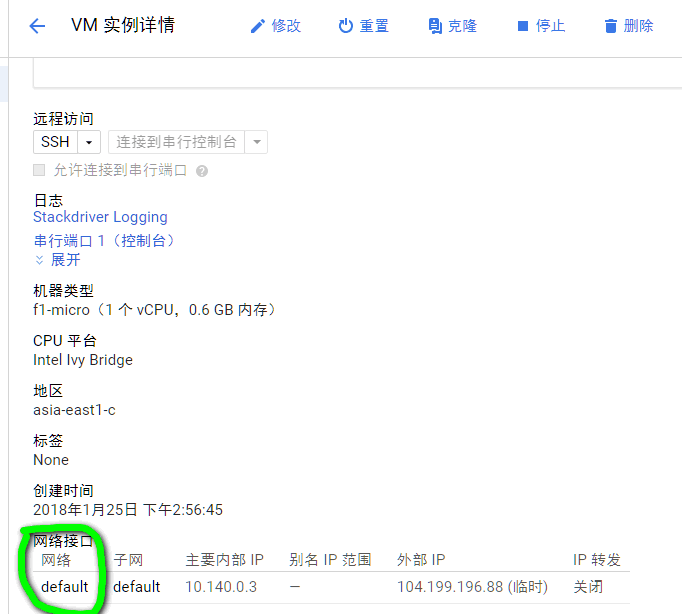 VM 实例详情 修改 重置 克隆 停止 删除
远程访问
SSH 连接到串行控制台
允许连接到串行端口 ?
日志
Stackdriver Logging
串行端口 1（控制台）
展开
机器类型
f1-micro（1 个 vCPU，0.6 GB 内存）
CPU 平台
Intel Ivy Bridge
地区
asia-east1-c
标签
None
创建时间
2018年1月25日 下午2:56:45
网络接口
网络 子网 主要内部 IP 别名 IP 范围 外部 IP IP 转发
default default 10.140.0.3 — 104.199.196.88 (临时) 关闭